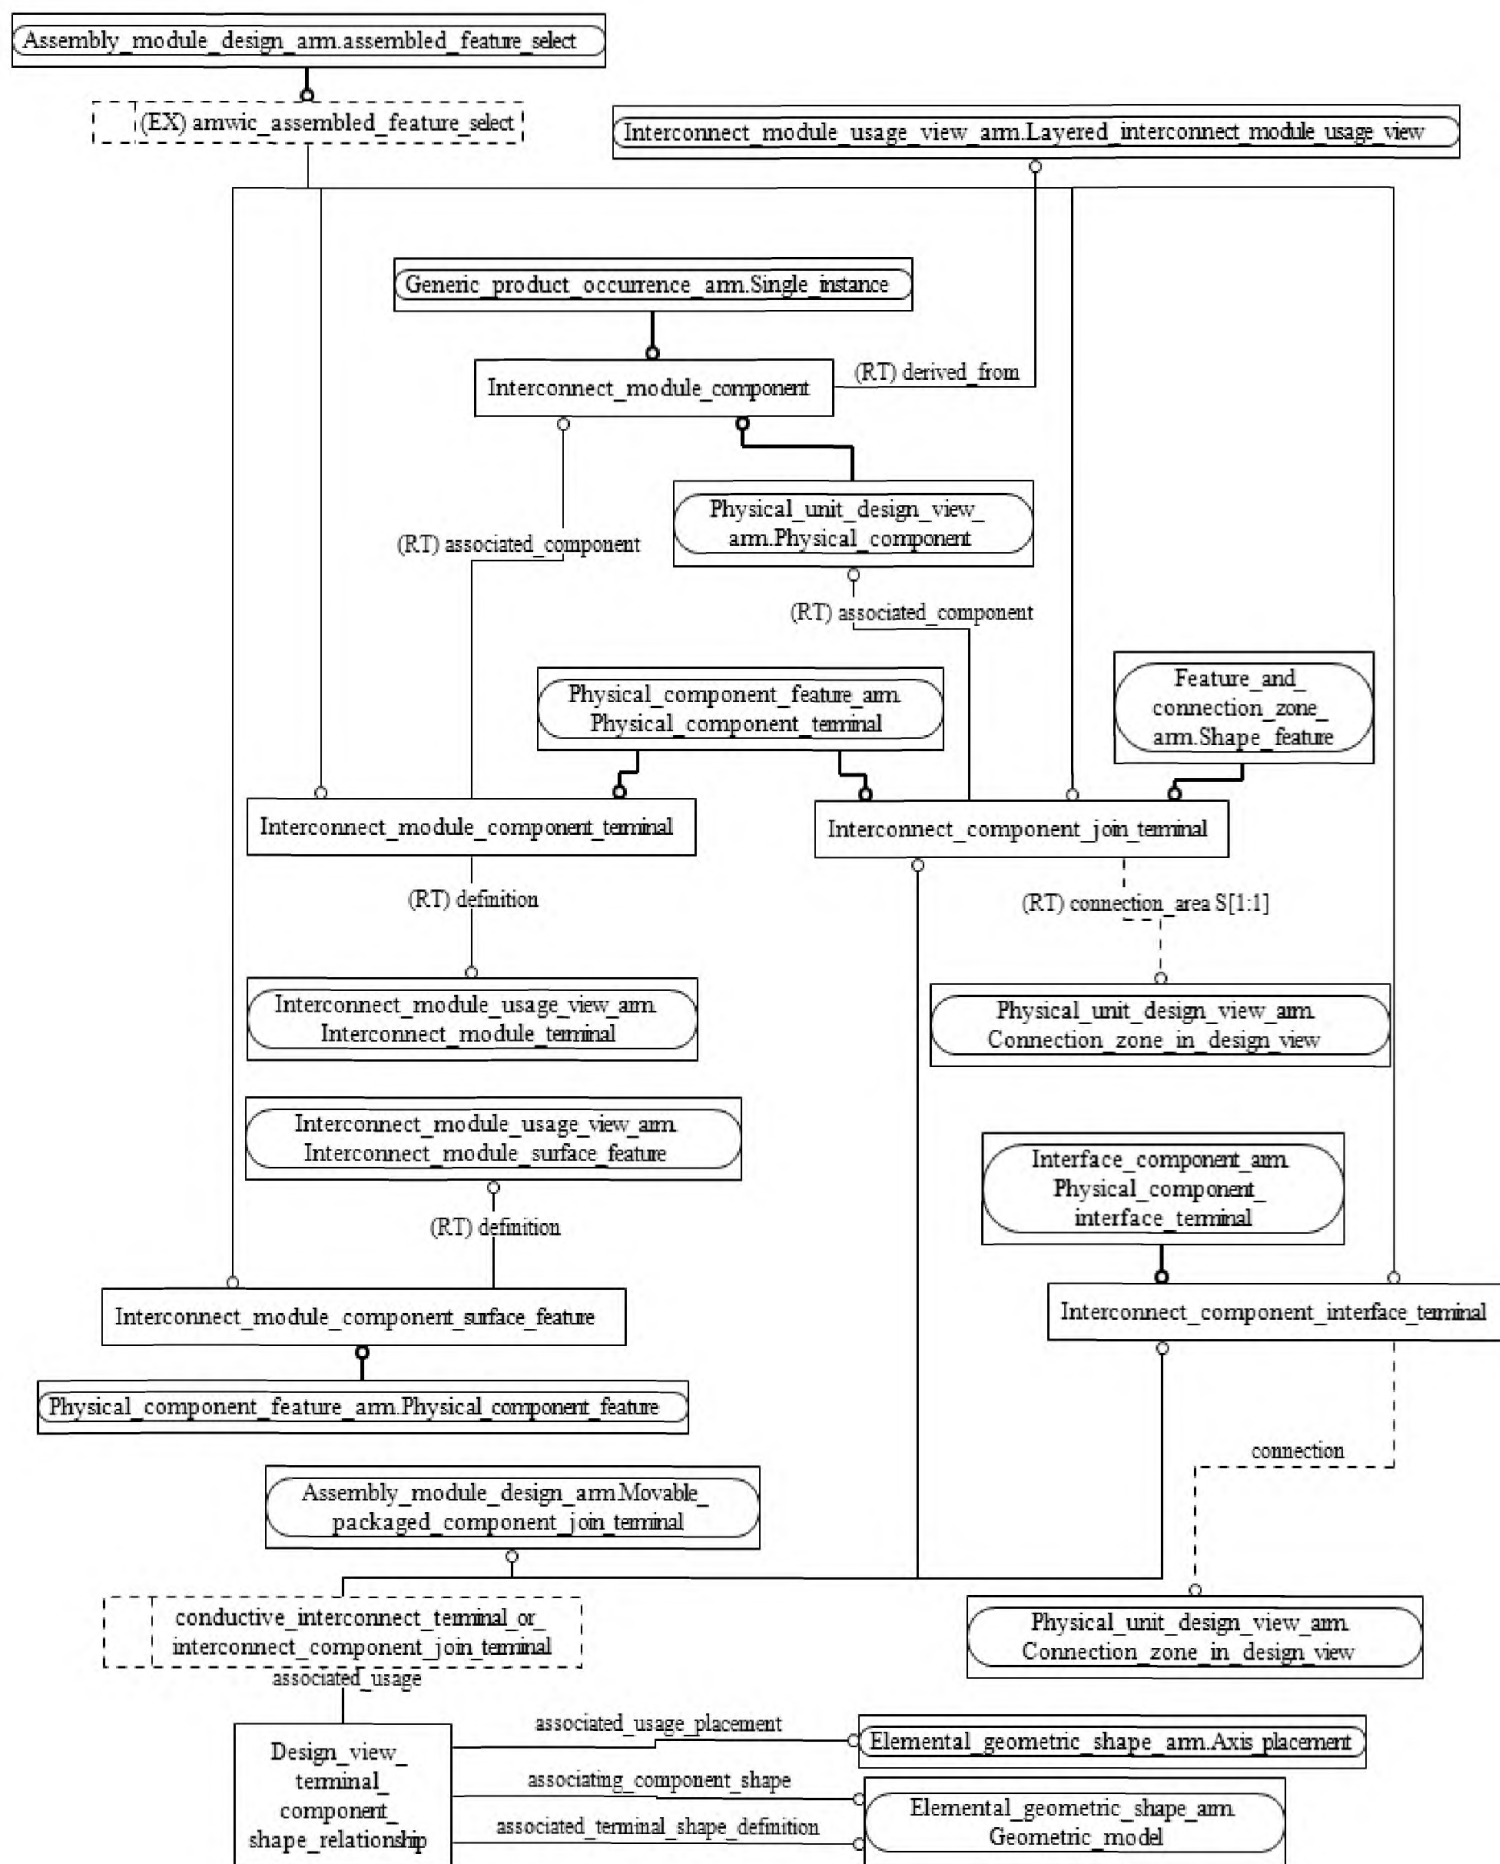 Assembly_module_design_arm.assembled_feature_select
(EX) amwic_assembled_feature_select
Interconnect_module_usage_view_arm.Layered_interconnect_module_usage_view
Generic_product_occurrence_arm.Single_instance
(RT) derived_from
Interconnect_module_component
Physical_unit_design_view_
arm.Physical_component
(RT) associated_component
(RT) associated_component
Physical_component_feature_arm.
Physical_component_terminal
Feature_and_
connection_zone_
arm.Shape_feature
Interconnect_module_component_terminal
Interconnect_component_join_terminal
(RT) definition
(RT) connection_area S[1:1]
Interconnect_module_usage_view_arm.
Interconnect_module_terminal
Physical_unit_design_view_arm.
Connection_zone_in_design_view
Interconnect_module_usage_view_arm.
Interconnect_module_surface_feature
Interface_component_arm.
Physical_component_
interface_terminal
(RT) definition
Interconnect_module_component_surface_feature
Interconnect_component_interface_terminal
Physical_component_feature_arm.Physical_component_feature
connection
Assembly_module_design_arm.Movable_
packaged_component_join_terminal
conductive_interconnect_terminal_or_
interconnect_component_join_terminal
Physical_unit_design_view_arm.
Connection_zone_in_design_view
associated_usage
associated_usage_placement
Elemental_geometric_shape_arm.Axis_placement
Design_view_
terminal_
component_
shape_relationship
associating_component_shape
associated_terminal_shape_definition
Elemental_geometric_shape_arm.
Geometric_model